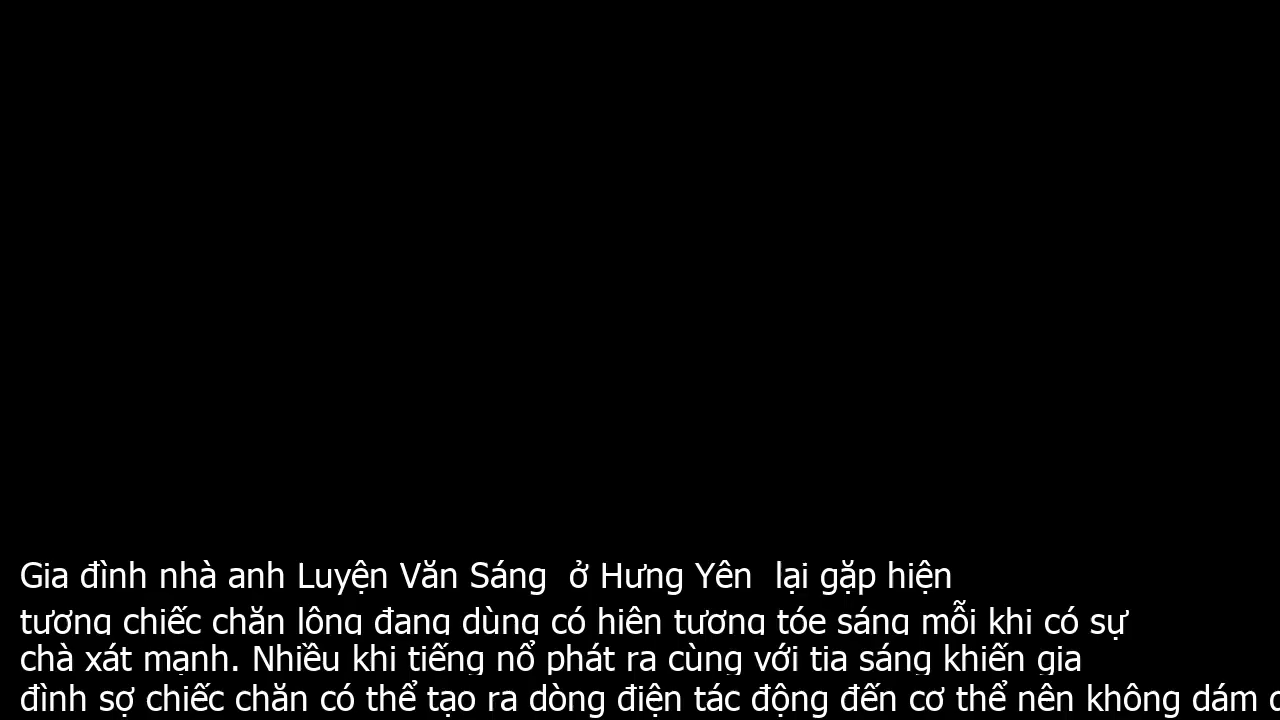 Gia đình nhà anh Luyện Văn Sáng  ở Hưng Yên  lại gặp hiện
tượng chiếc chăn lông đang dùng có hiện tượng tóe sáng mỗi khi có sự
chà xát mạnh. Nhiều khi tiếng nổ phát ra cùng với tia sáng khiến gia
đình sợ chiếc chăn có thể tạo ra dòng điện tác động đến cơ thể nên không dám